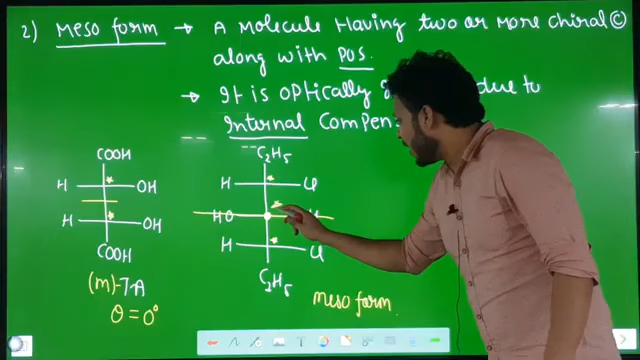 2) Meso form → A molecule Having two or more chiral ©
along with POS.
→ It is optically due to
Internal Compen
COOH
H OH
H OH
COOH
(m)-T·A
θ = 0°
C₂H₅
H Cl
HO
H Cl
C₂H₅
meso form.